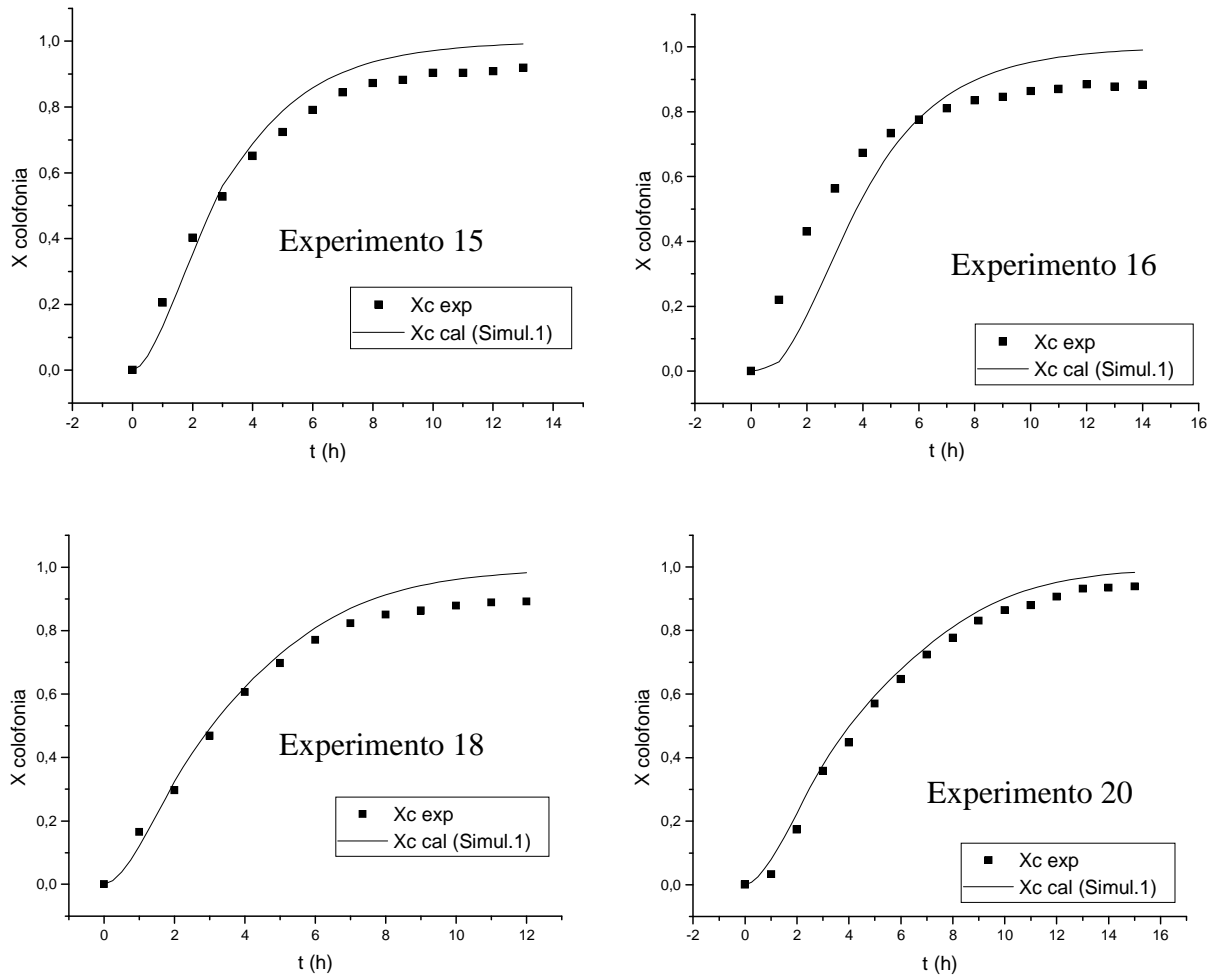 1,0
0,8
0,6
0,4
0,2
0,0
X colofonia
-2 0 2 4 6 8 10 12 14
t (h)
Experimento 15
Xc exp
Xc cal (Simul.1)
1,0
0,8
0,6
0,4
0,2
0,0
X colofonia
-2 0 2 4 6 8 10 12 14 16
t (h)
Experimento 16
Xc exp
Xc cal (Simul.1)
1,0
0,8
0,6
0,4
0,2
0,0
X colofonia
0 2 4 6 8 10 12
t (h)
Experimento 18
Xc exp
Xc cal (Simul.1)
1,0
0,8
0,6
0,4
0,2
0,0
X colofonia
-2 0 2 4 6 8 10 12 14 16
t (h)
Experimento 20
Xc exp
Xc cal (Simul.1)